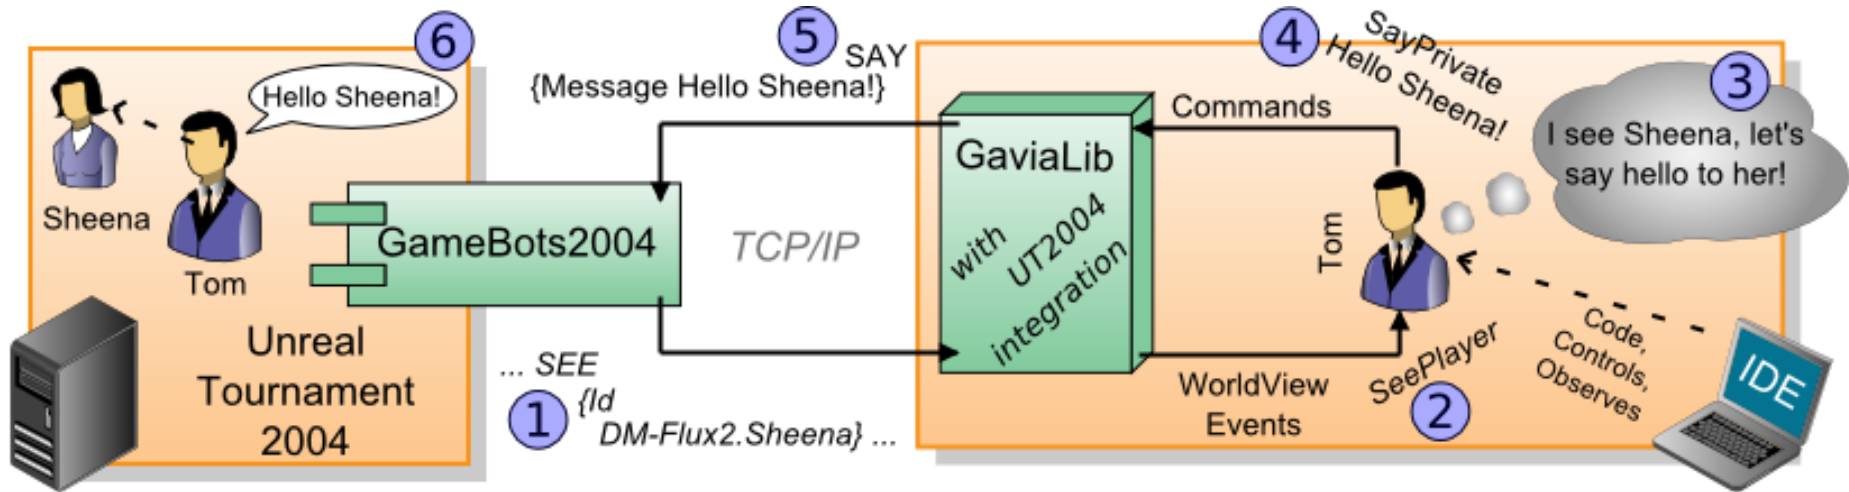 6
Hello Sheena!
Sheena
Tom
Unreal
Tournament
2004
GameBots2004
5
SAY
{Message Hello Sheena!}
TCP/IP
... SEE
1
{Id
DM-Flux2.Sheena} ...
GaviaLib
with
UT2004
integration
Commands
4
SayPrivate
Hello Sheena!
3
I see Sheena, let's
say hello to her!
Tom
WorldView
Events
SeePlayer
2
Code,
Controls,
Observes
IDE